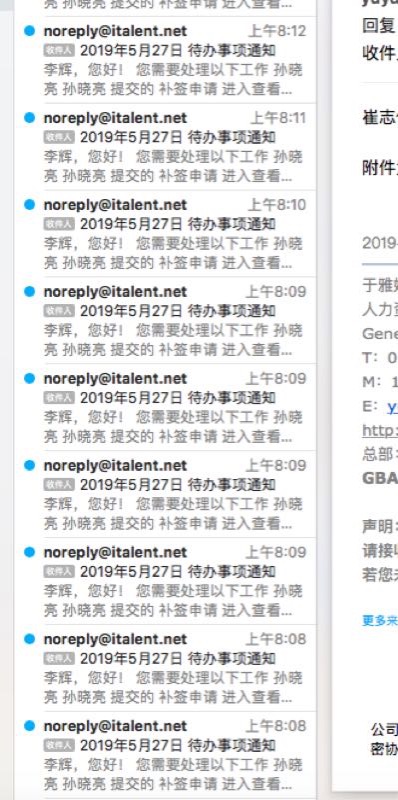 亮 孙晓亮 提交的 补签申请 进入查看...
noreply@italent.net 上午8:12
收件人 2019年5月27日 待办事项通知
李辉，您好！ 您需要处理以下工作 孙晓
亮 孙晓亮 提交的 补签申请 进入查看...
noreply@italent.net 上午8:11
收件人 2019年5月27日 待办事项通知
李辉，您好！ 您需要处理以下工作 孙晓
亮 孙晓亮 提交的 补签申请 进入查看...
noreply@italent.net 上午8:10
收件人 2019年5月27日 待办事项通知
李辉，您好！ 您需要处理以下工作 孙晓
亮 孙晓亮 提交的 补签申请 进入查看...
noreply@italent.net 上午8:09
收件人 2019年5月27日 待办事项通知
李辉，您好！ 您需要处理以下工作 孙晓
亮 孙晓亮 提交的 补签申请 进入查看...
noreply@italent.net 上午8:09
收件人 2019年5月27日 待办事项通知
李辉，您好！ 您需要处理以下工作 孙晓
亮 孙晓亮 提交的 补签申请 进入查看...
noreply@italent.net 上午8:09
收件人 2019年5月27日 待办事项通知
李辉，您好！ 您需要处理以下工作 孙晓
亮 孙晓亮 提交的 补签申请 进入查看...
noreply@italent.net 上午8:09
收件人 2019年5月27日 待办事项通知
李辉，您好！ 您需要处理以下工作 孙晓
亮 孙晓亮 提交的 补签申请 进入查看...
noreply@italent.net 上午8:08
收件人 2019年5月27日 待办事项通知
李辉，您好！ 您需要处理以下工作 孙晓
亮 孙晓亮 提交的 补签申请 进入查看...
noreply@italent.net 上午8:08
收件人 2019年5月27日 待办事项通知
李辉，您好！ 您需要处理以下工作 孙晓
亮 孙晓亮 提交的 补签申请 进入查看...
回复
收件
崔志
附件
2019
于雅
人力
Gene
T: 0
M: 1
E: y
http:
总部:
GBA
声明:
请接
若您
更多来
公司
密协